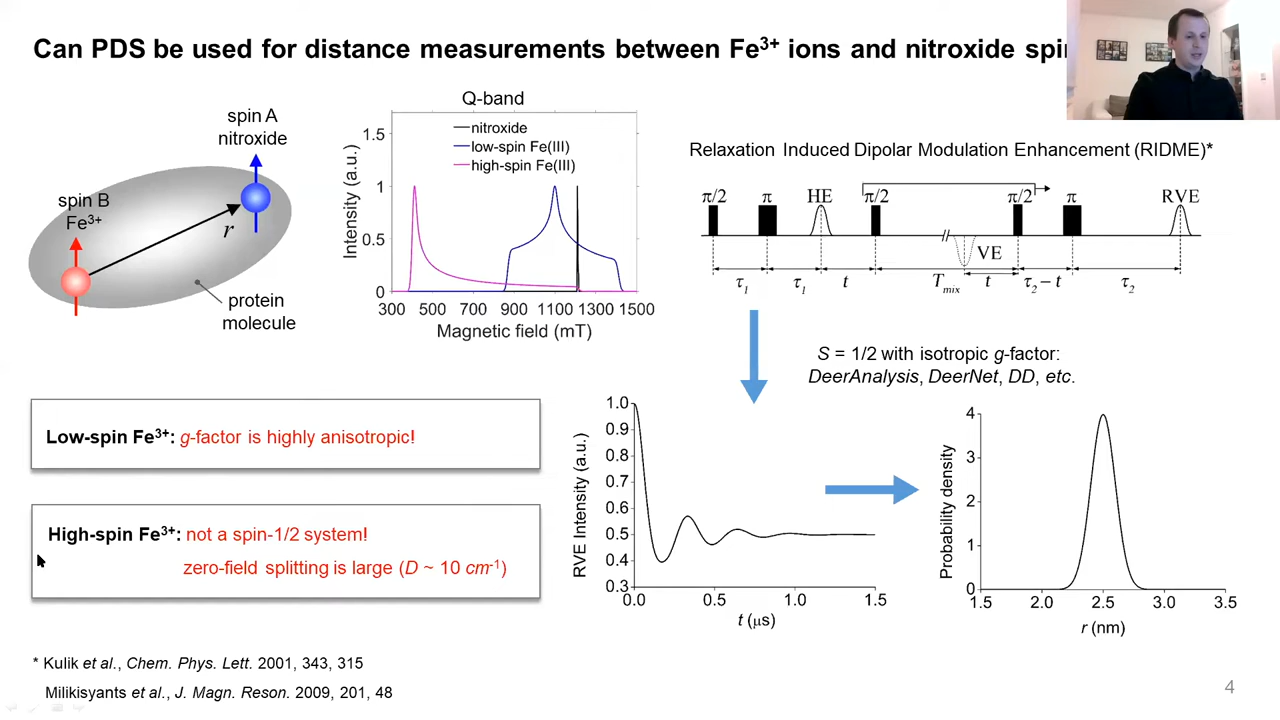 Can PDS be used for distance measurements between Fe³⁺ ions and nitroxide
spin A
nitroxide
spin B
Fe³⁺
r
protein
molecule
Q-band
nitroxide
low-spin Fe(III)
high-spin Fe(III)
Intensity (a.u.)
1.5
1
0.5
0
300 500 700 900 1100 1300 1500
Magnetic field (mT)
Relaxation Induced Dipolar Modulation Enhancement (RIDME)*
π/2 π HE π/2 π/2 π RVE
VE
τ₁ τ₁ t Tmix t τ₂ – t τ₂
S = 1/2 with isotropic g-factor:
DeerAnalysis, DeerNet, DD, etc.
Low-spin Fe³⁺: g-factor is highly anisotropic!
High-spin Fe³⁺: not a spin-1/2 system!
zero-field splitting is large (D ~ 10 cm⁻¹)
RVE Intensity (a.u.)
1.0
0.9
0.8
0.7
0.6
0.5
0.4
0.3
0.0 0.5 1.0 1.5
t (μs)
Probability density
4
3
2
1
0
1.5 2.0 2.5 3.0 3.5
r (nm)
* Kulik et al., Chem. Phys. Lett. 2001, 343, 315
Milikisyants et al., J. Magn. Reson. 2009, 201, 48
4